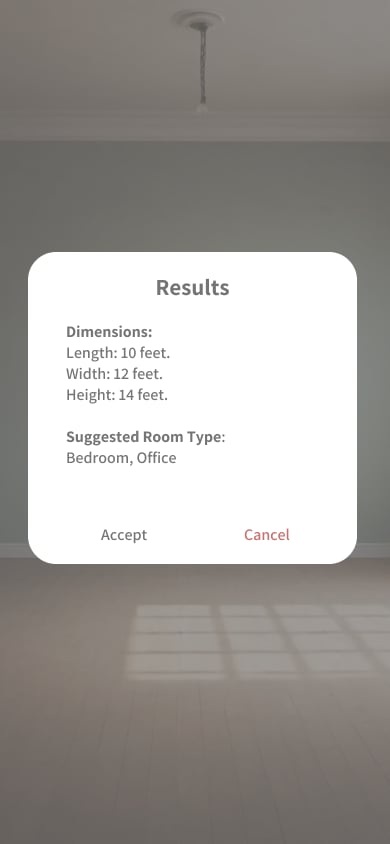 Results
Dimensions:
Length: 10 feet.
Width: 12 feet.
Height: 14 feet.
Suggested Room Type:
Bedroom, Office
Accept Cancel